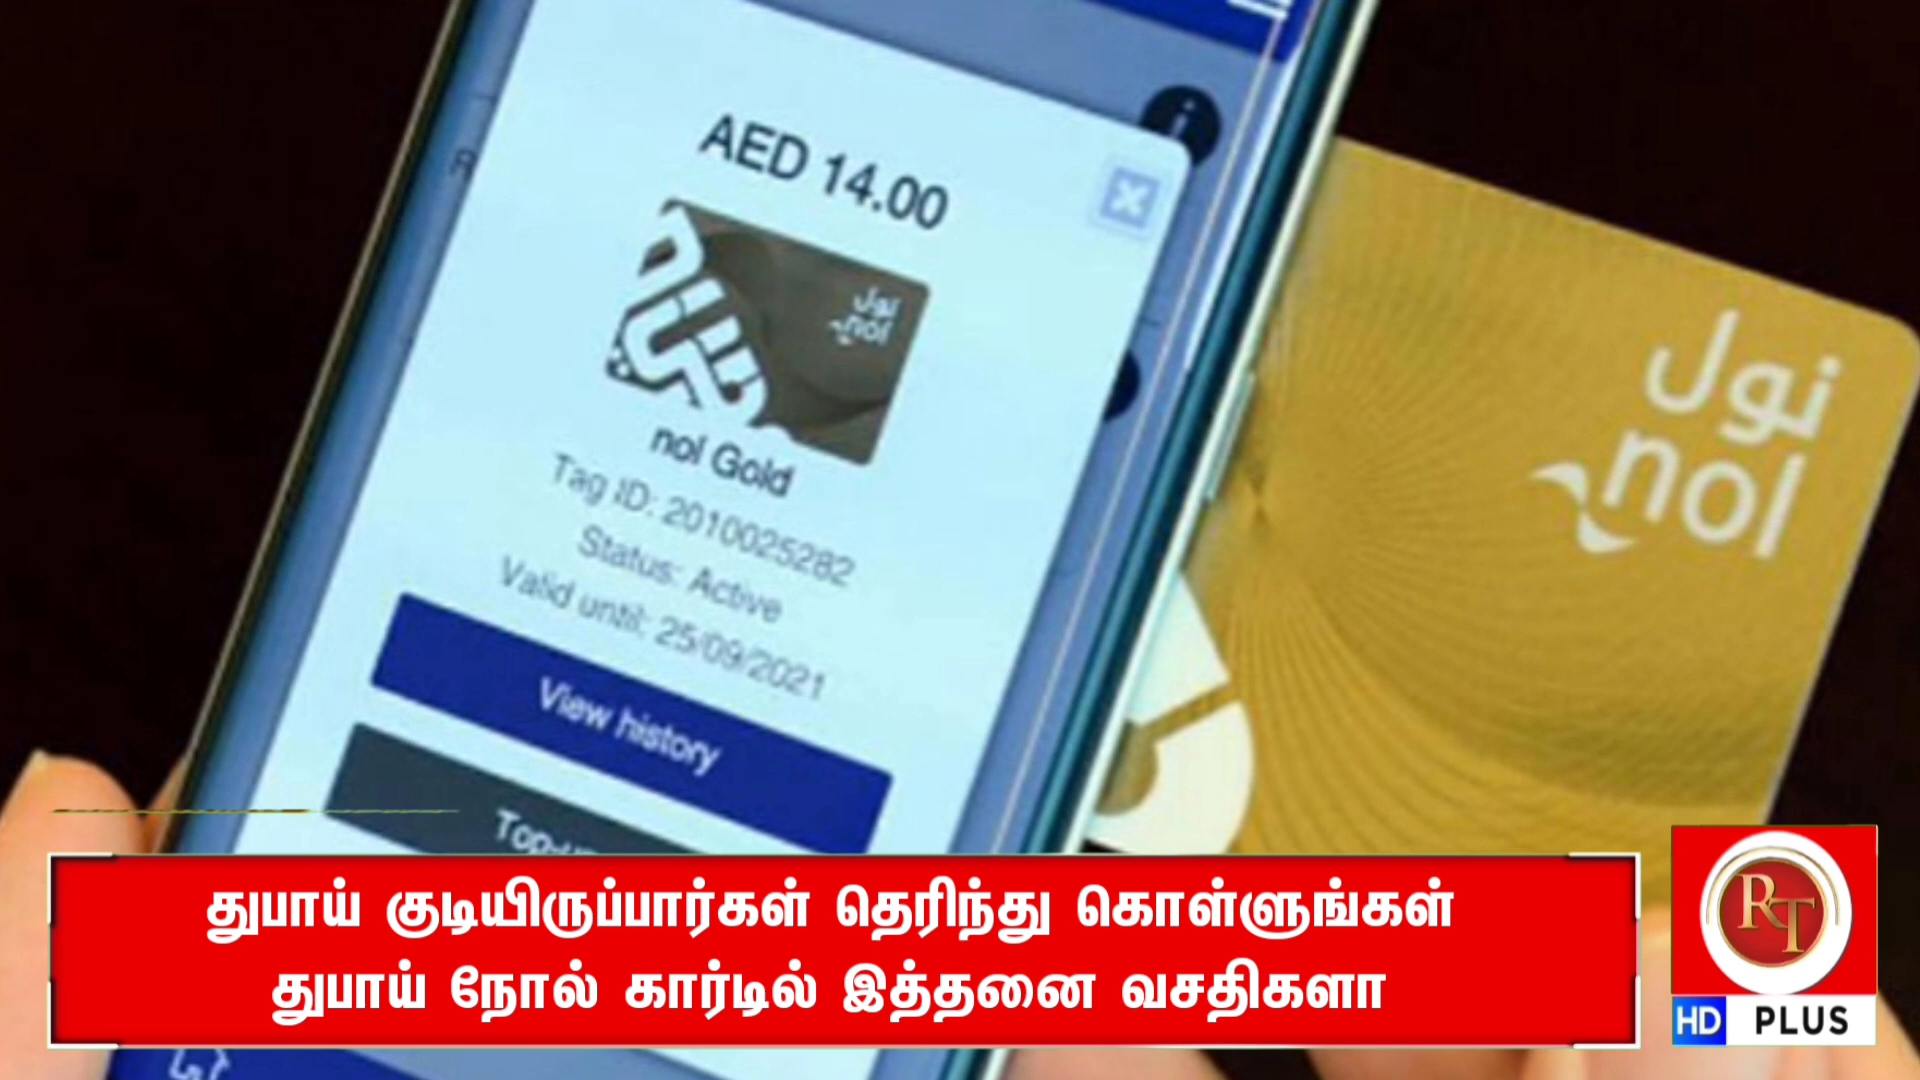 AED 14.00
نول
nol
nol Gold
Tag ID: 2010025282
Status: Active
Valid until: 25/09/2021
View history
نول
nol
துபாய் குடியிருப்பார்கள் தெரிந்து கொள்ளுங்கள்
துபாய் நோல் கார்டில் இத்தனை வசதிகளா
RT
HD PLUS